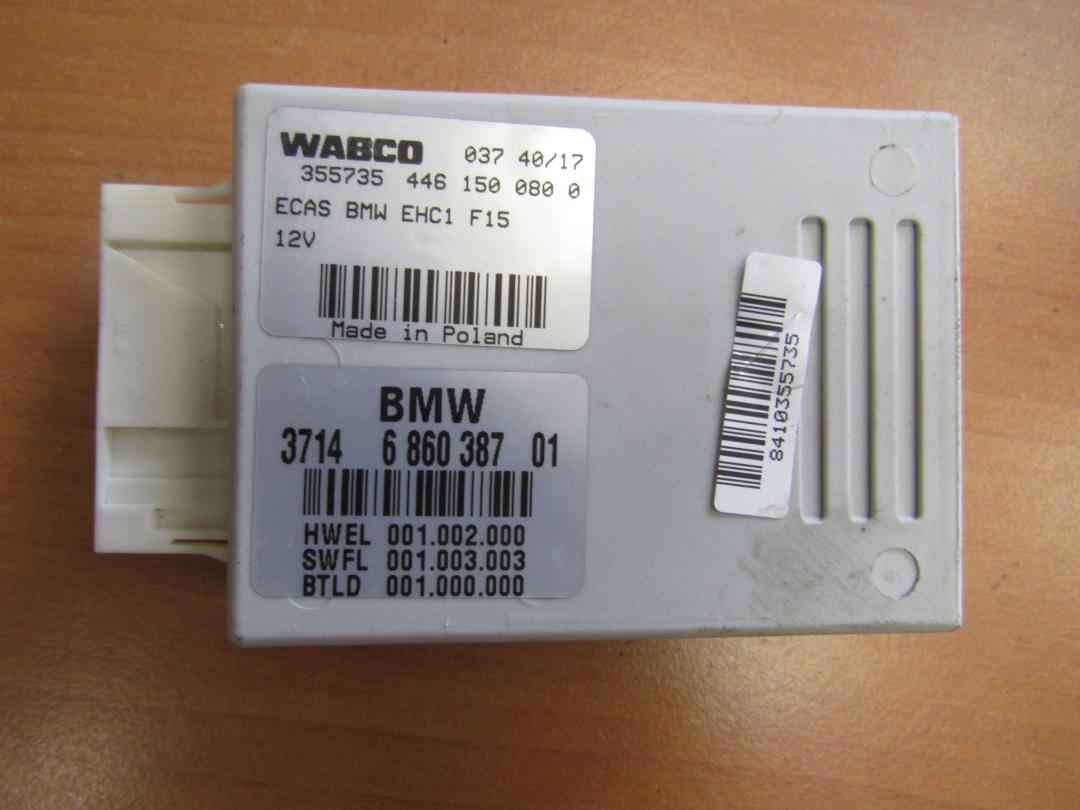 WABCO 037 40/17
355735 446 150 080 0
ECAS BMW EHC1 F15
12V
Made in Poland
BMW
3714 6 860 387 01
HWEL 001.002.000
SWFL 001.003.003
BTLD 001.000.000
8410355735